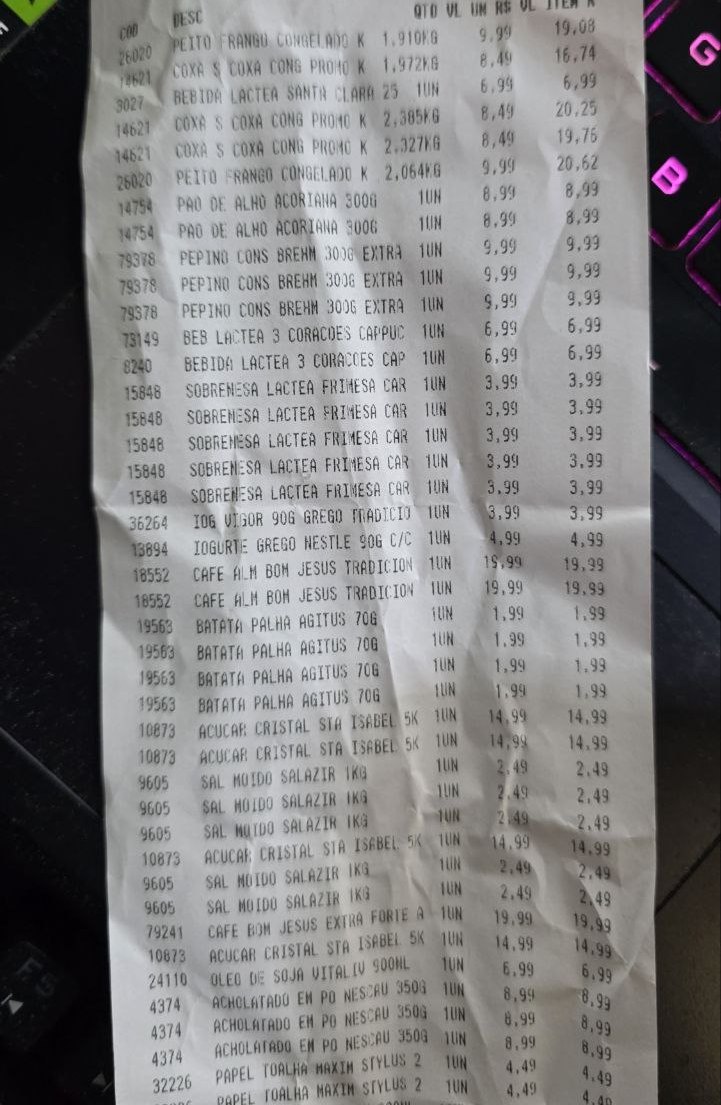 COD DESC QTD VL UN R$ VL ITEM R
26020 PEITO FRANGO CONGELADO K 1,910KG 9,99 19,08
14621 COXA S COXA CONG PROMO K 1,972KG 8,49 16,74
3027 BEBIDA LACTEA SANTA CLARA 25 1UN 6,99 6,99
14621 COXA S COXA CONG PROMO K 2,385KG 8,49 20,25
14621 COXA S COXA CONG PROMO K 2,327KG 8,49 19,76
26020 PEITO FRANGO CONGELADO K 2,064KG 9,99 20,62
14754 PAO DE ALHO ACORIANA 300G 1UN 8,99 8,99
14754 PAO DE ALHO ACORIANA 300G 1UN 8,99 8,99
79378 PEPINO CONS BREHM 300G EXTRA 1UN 9,99 9,99
79378 PEPINO CONS BREHM 300G EXTRA 1UN 9,99 9,99
79378 PEPINO CONS BREHM 300G EXTRA 1UN 9,99 9,99
73149 BEB LACTEA 3 CORACOES CAPPUC 1UN 6,99 6,99
8240 BEBIDA LACTEA 3 CORACOES CAP 1UN 6,99 6,99
15848 SOBREMESA LACTEA FRIMESA CAR 1UN 3,99 3,99
15848 SOBREMESA LACTEA FRIMESA CAR 1UN 3,99 3,99
15848 SOBREMESA LACTEA FRIMESA CAR 1UN 3,99 3,99
15848 SOBREMESA LACTEA FRIMESA CAR 1UN 3,99 3,99
15848 SOBREMESA LACTEA FRIMESA CAR 1UN 3,99 3,99
36264 IOG VIGOR 90G GREGO TRADICIO 1UN 3,99 3,99
13894 IOGURTE GREGO NESTLE 90G C/C 1UN 4,99 4,99
18552 CAFE ALM BOM JESUS TRADICION 1UN 19,99 19,99
18552 CAFE ALM BOM JESUS TRADICION 1UN 19,99 19,99
19563 BATATA PALHA AGITUS 70G 1UN 1,99 1,99
19563 BATATA PALHA AGITUS 70G 1UN 1,99 1,99
19563 BATATA PALHA AGITUS 70G 1UN 1,99 1,99
19563 BATATA PALHA AGITUS 70G 1UN 1,99 1,99
10873 ACUCAR CRISTAL STA ISABEL 5K 1UN 14,99 14,99
10873 ACUCAR CRISTAL STA ISABEL 5K 1UN 14,99 14,99
9605 SAL MOIDO SALAZIR 1KG 1UN 2,49 2,49
9605 SAL MOIDO SALAZIR 1KG 1UN 2,49 2,49
9605 SAL MOIDO SALAZIR 1KG 1UN 2,49 2,49
10873 ACUCAR CRISTAL STA ISABEL 5K 1UN 14,99 14,99
9605 SAL MOIDO SALAZIR 1KG 1UN 2,49 2,49
9605 SAL MOIDO SALAZIR 1KG 1UN 2,49 2,49
79241 CAFE BOM JESUS EXTRA FORTE A 1UN 19,99 19,99
10873 ACUCAR CRISTAL STA ISABEL 5K 1UN 14,99 14,99
24110 OLEO DE SOJA VITALIV 900ML 1UN 6,99 6,99
4374 ACHOLATADO EM PO NESCAU 350G 1UN 8,99 8,99
4374 ACHOLATADO EM PO NESCAU 350G 1UN 8,99 8,99
4374 ACHOLATADO EM PO NESCAU 350G 1UN 8,99 8,99
32226 PAPEL TOALHA MAXIM STYLUS 2 1UN 4,49 4,49
PAPEL TOALHA MAXIM STYLUS 2 1UN 4,49 4,49
G
B